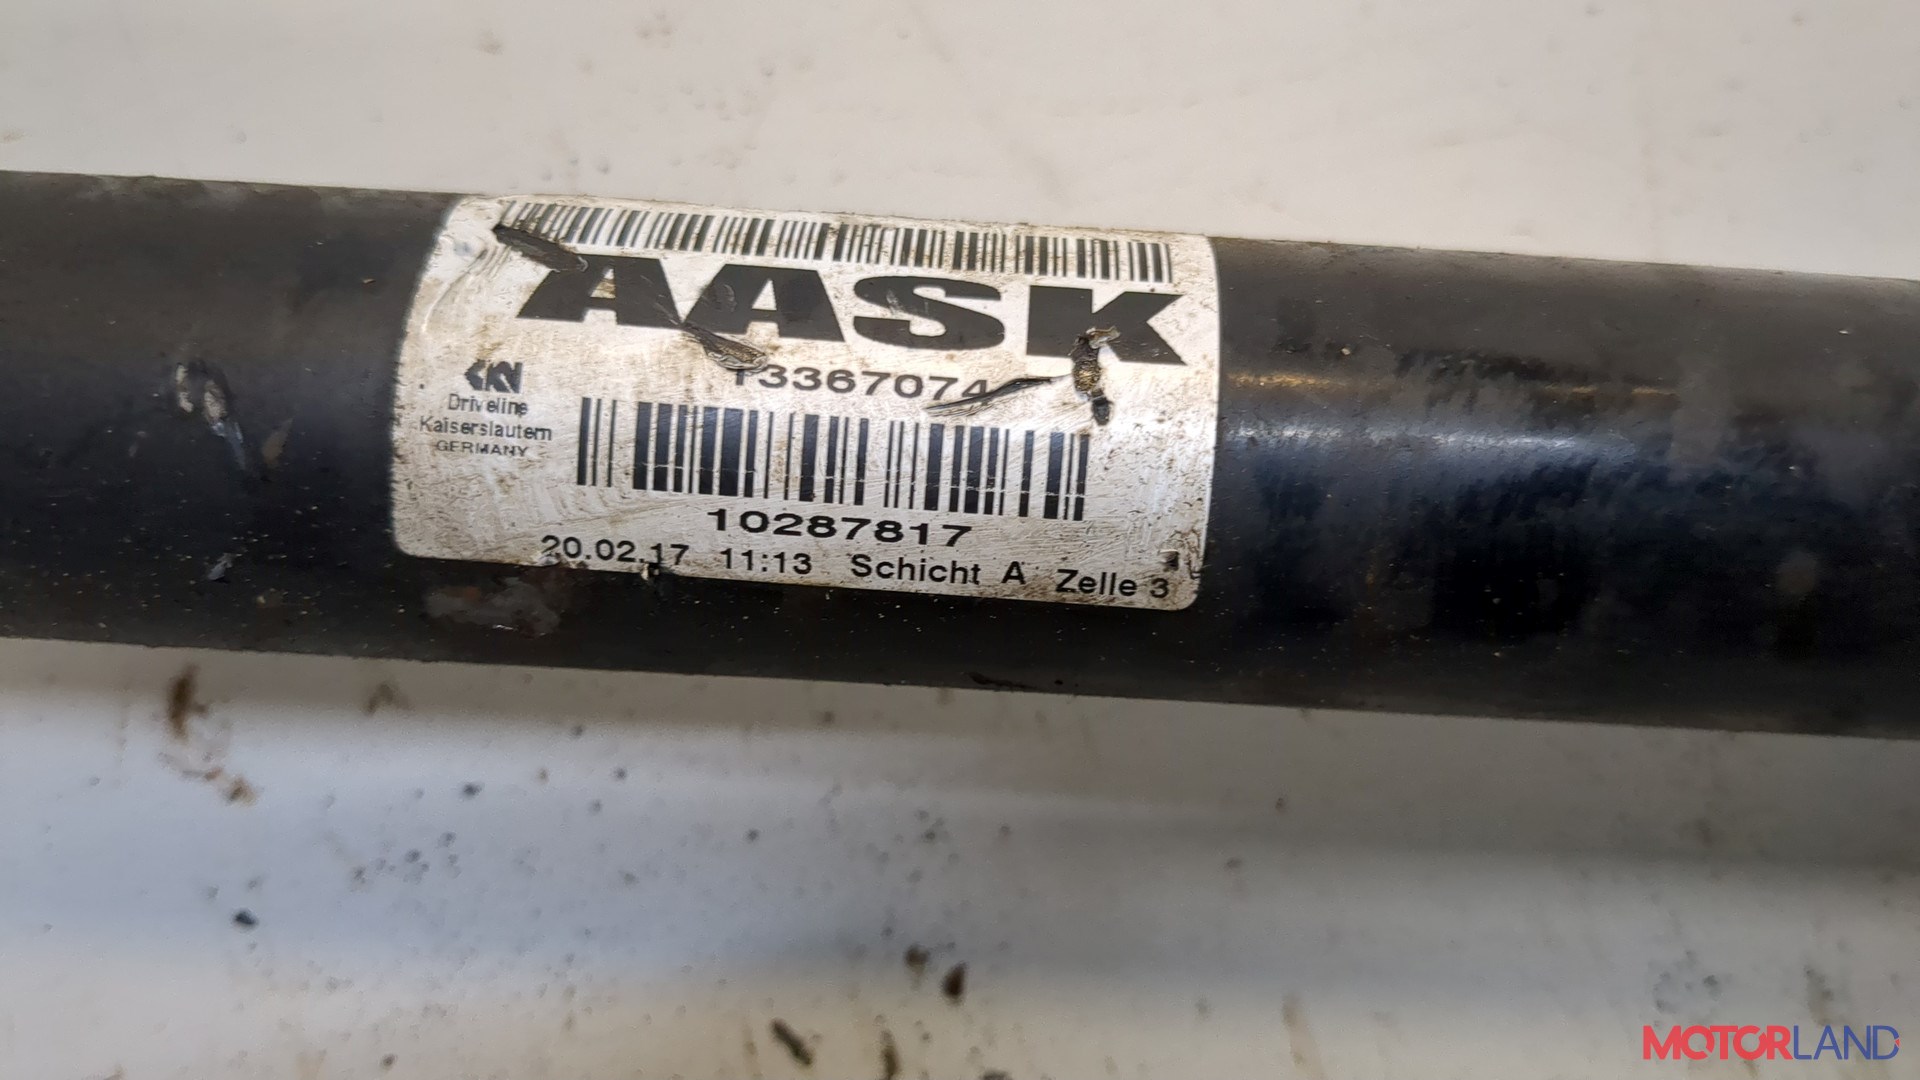 AASK
13367074
GKN
Driveline
Kaiserslautern
GERMANY
10287817
20.02.17 11:13 Schicht A Zelle 3
MOTORLAND